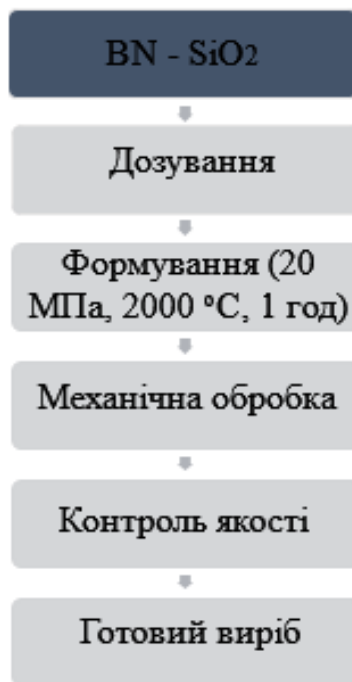 BN - SiO2
Дозування
Формування (20
МПа, 2000 °С, 1 год)
Механічна обробка
Контроль якості
Готовий виріб